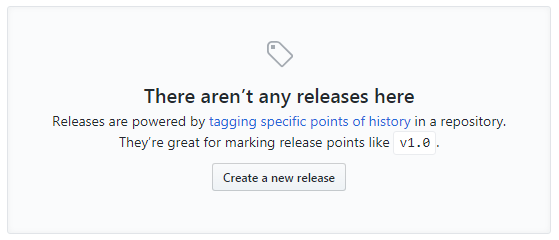 There aren’t any releases here
Releases are powered by tagging specific points of history in a repository.
They’re great for marking release points like v1.0.
Create a new release